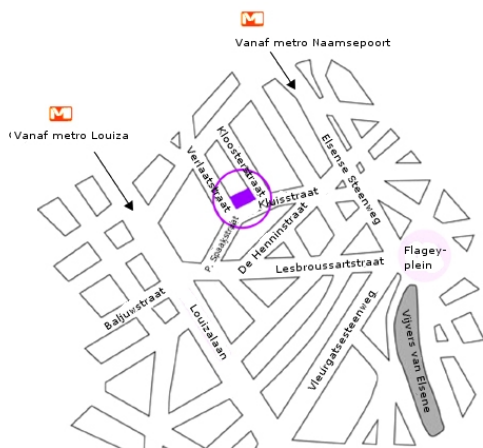 M
Vanaf metro Naamsepoort
M
Vanaf metro Louiza
Kloosterstraat
Verlaatstraat
Elsense Steenweg
Kluisstraat
P. Spaakstraat
De Henninstraat
Flagey-
plein
Lesbroussartstraat
Baljuwstraat
Louizalaan
Vleurgatsesteenweg
Vijvers van Elsene